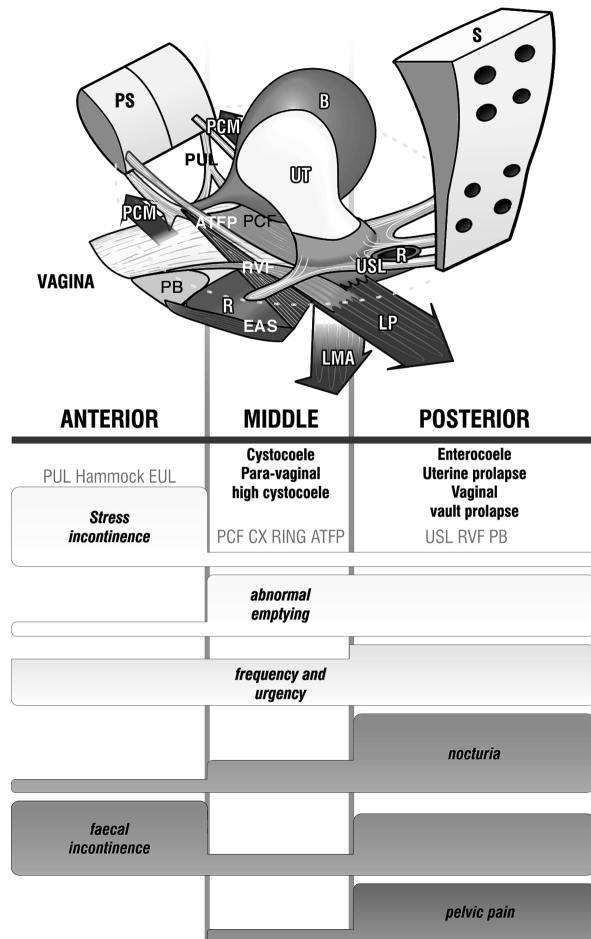 S
PS
B
PCM
PUL
UT
PCM
ATFP
PCF
VAGINA
RVF
USL
R
PB
R
LP
EAS
LMA
ANTERIOR
MIDDLE
POSTERIOR
PUL Hammock EUL
Cystocoele
Para-vaginal
high cystocoele
Enterocoele
Uterine prolapse
Vaginal
vault prolapse
Stress
incontinence
PCF CX RING ATFP
USL RVF PB
abnormal
emptying
frequency and
urgency
nocturia
faecal
incontinence
pelvic pain